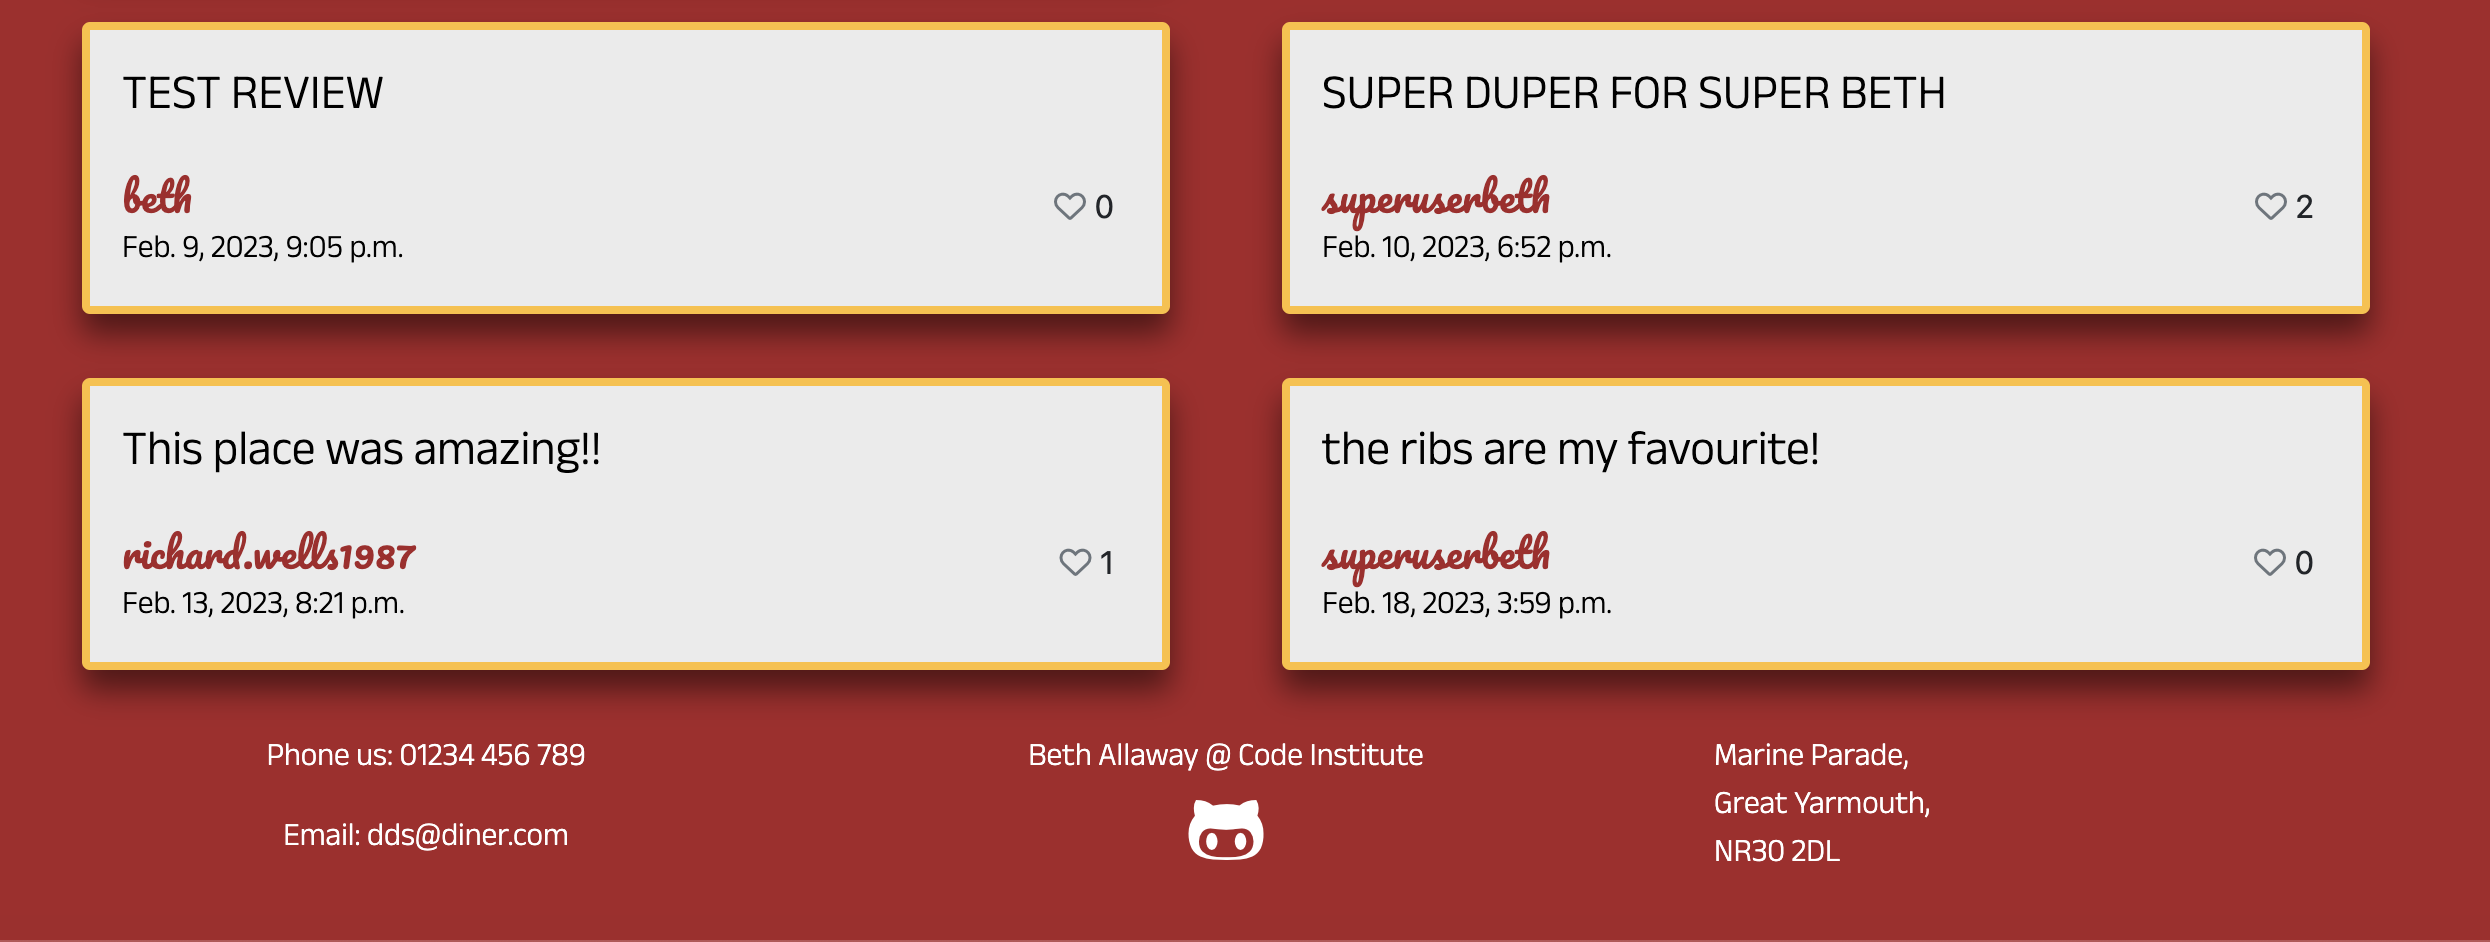 TEST REVIEW
beth
0
Feb. 9, 2023, 9:05 p.m.
SUPER DUPER FOR SUPER BETH
superuserbeth
2
Feb. 10, 2023, 6:52 p.m.
This place was amazing!!
richard.wells1987
1
Feb. 13, 2023, 8:21 p.m.
the ribs are my favourite!
superuserbeth
0
Feb. 18, 2023, 3:59 p.m.
Phone us: 01234 456 789
Email: dds@diner.com
Beth Allaway @ Code Institute
Marine Parade,
Great Yarmouth,
NR30 2DL